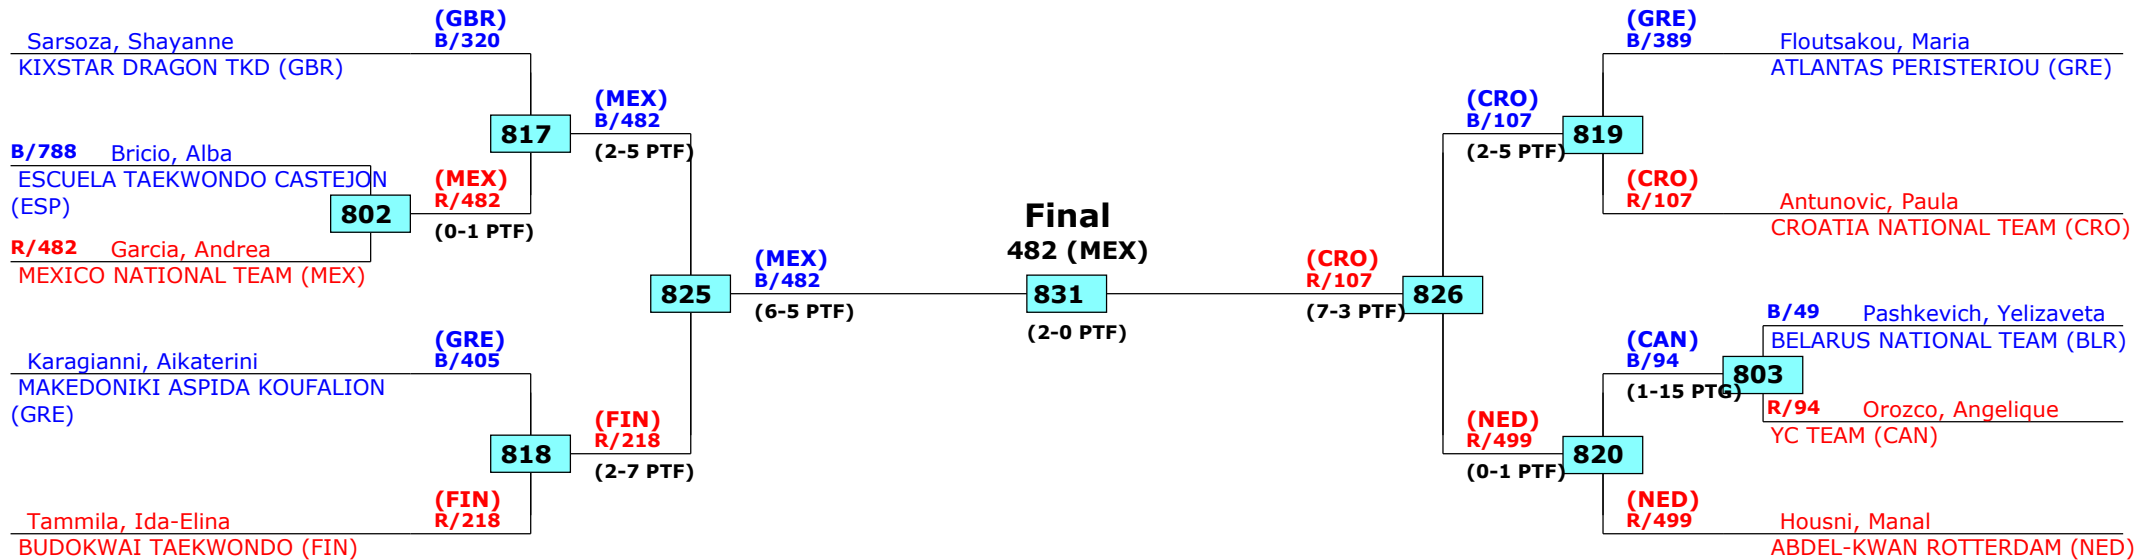 (GBR)
Sarsoza, Shayanne B/320
KIXSTAR DRAGON TKD (GBR)
(MEX)
B/482
817
(2-5 PTF)
B/788 Bricio, Alba
ESCUELA TAEKWONDO CASTEJON
(ESP)
(MEX)
R/482
802
(0-1 PTF)
R/482 Garcia, Andrea
MEXICO NATIONAL TEAM (MEX)
(MEX)
B/482
825
(6-5 PTF)
(GRE)
Karagianni, Aikaterini B/405
MAKEDONIKI ASPIDA KOUFALION
(GRE)
(FIN)
R/218
818
(2-7 PTF)
(FIN)
Tammila, Ida-Elina R/218
BUDOKWAI TAEKWONDO (FIN)
Final
482 (MEX)
831
(2-0 PTF)
(GRE)
B/389 Floutsakou, Maria
ATLANTAS PERISTERIOU (GRE)
(CRO)
B/107
819
(2-5 PTF)
(CRO)
R/107 Antunovic, Paula
CROATIA NATIONAL TEAM (CRO)
(CRO)
R/107
826
(7-3 PTF)
B/49 Pashkevich, Yelizaveta
BELARUS NATIONAL TEAM (BLR)
(CAN)
B/94
803
(1-15 PTG)
R/94 Orozco, Angelique
YC TEAM (CAN)
(NED)
R/499
820
(0-1 PTF)
(NED)
R/499 Housni, Manal
ABDEL-KWAN ROTTERDAM (NED)